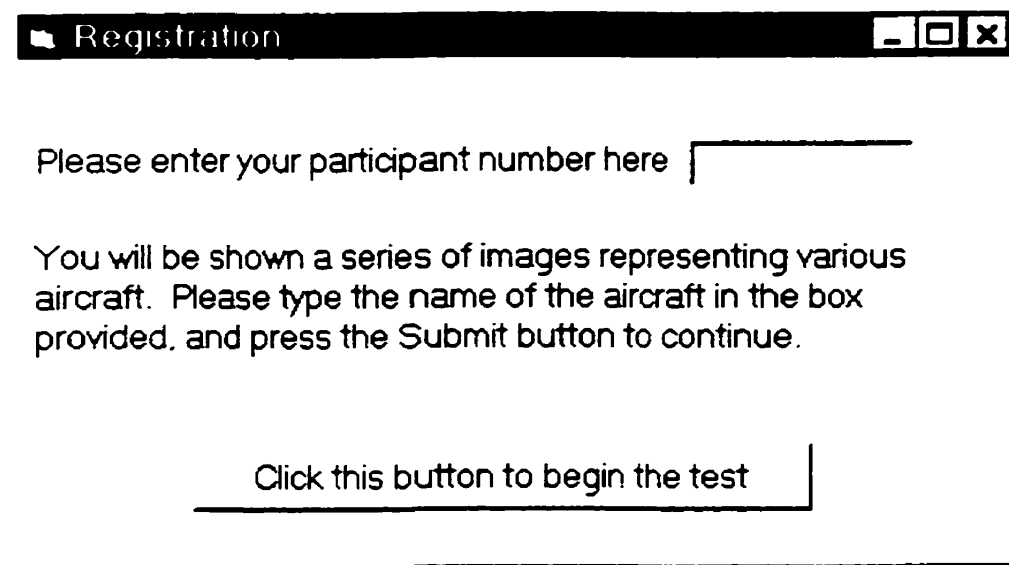 Registration
Please enter your participant number here
You will be shown a series of images representing various
aircraft. Please type the name of the aircraft in the box
provided, and press the Submit button to continue.
Click this button to begin the test